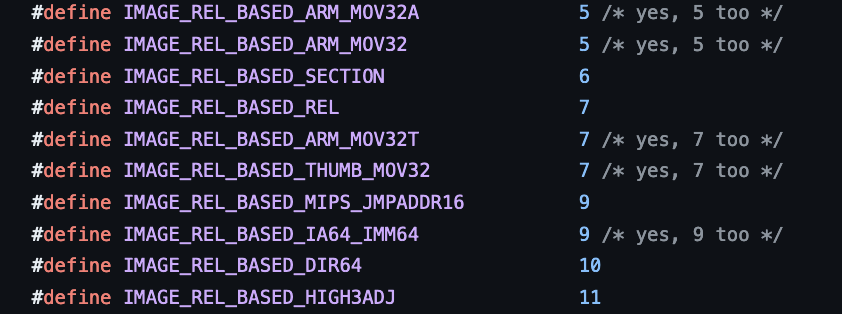 #define IMAGE_REL_BASED_ARM_MOV32A 5 /* yes, 5 too */
#define IMAGE_REL_BASED_ARM_MOV32 5 /* yes, 5 too */
#define IMAGE_REL_BASED_SECTION 6
#define IMAGE_REL_BASED_REL 7
#define IMAGE_REL_BASED_ARM_MOV32T 7 /* yes, 7 too */
#define IMAGE_REL_BASED_THUMB_MOV32 7 /* yes, 7 too */
#define IMAGE_REL_BASED_MIPS_JMPADDR16 9
#define IMAGE_REL_BASED_IA64_IMM64 9 /* yes, 9 too */
#define IMAGE_REL_BASED_DIR64 10
#define IMAGE_REL_BASED_HIGH3ADJ 11